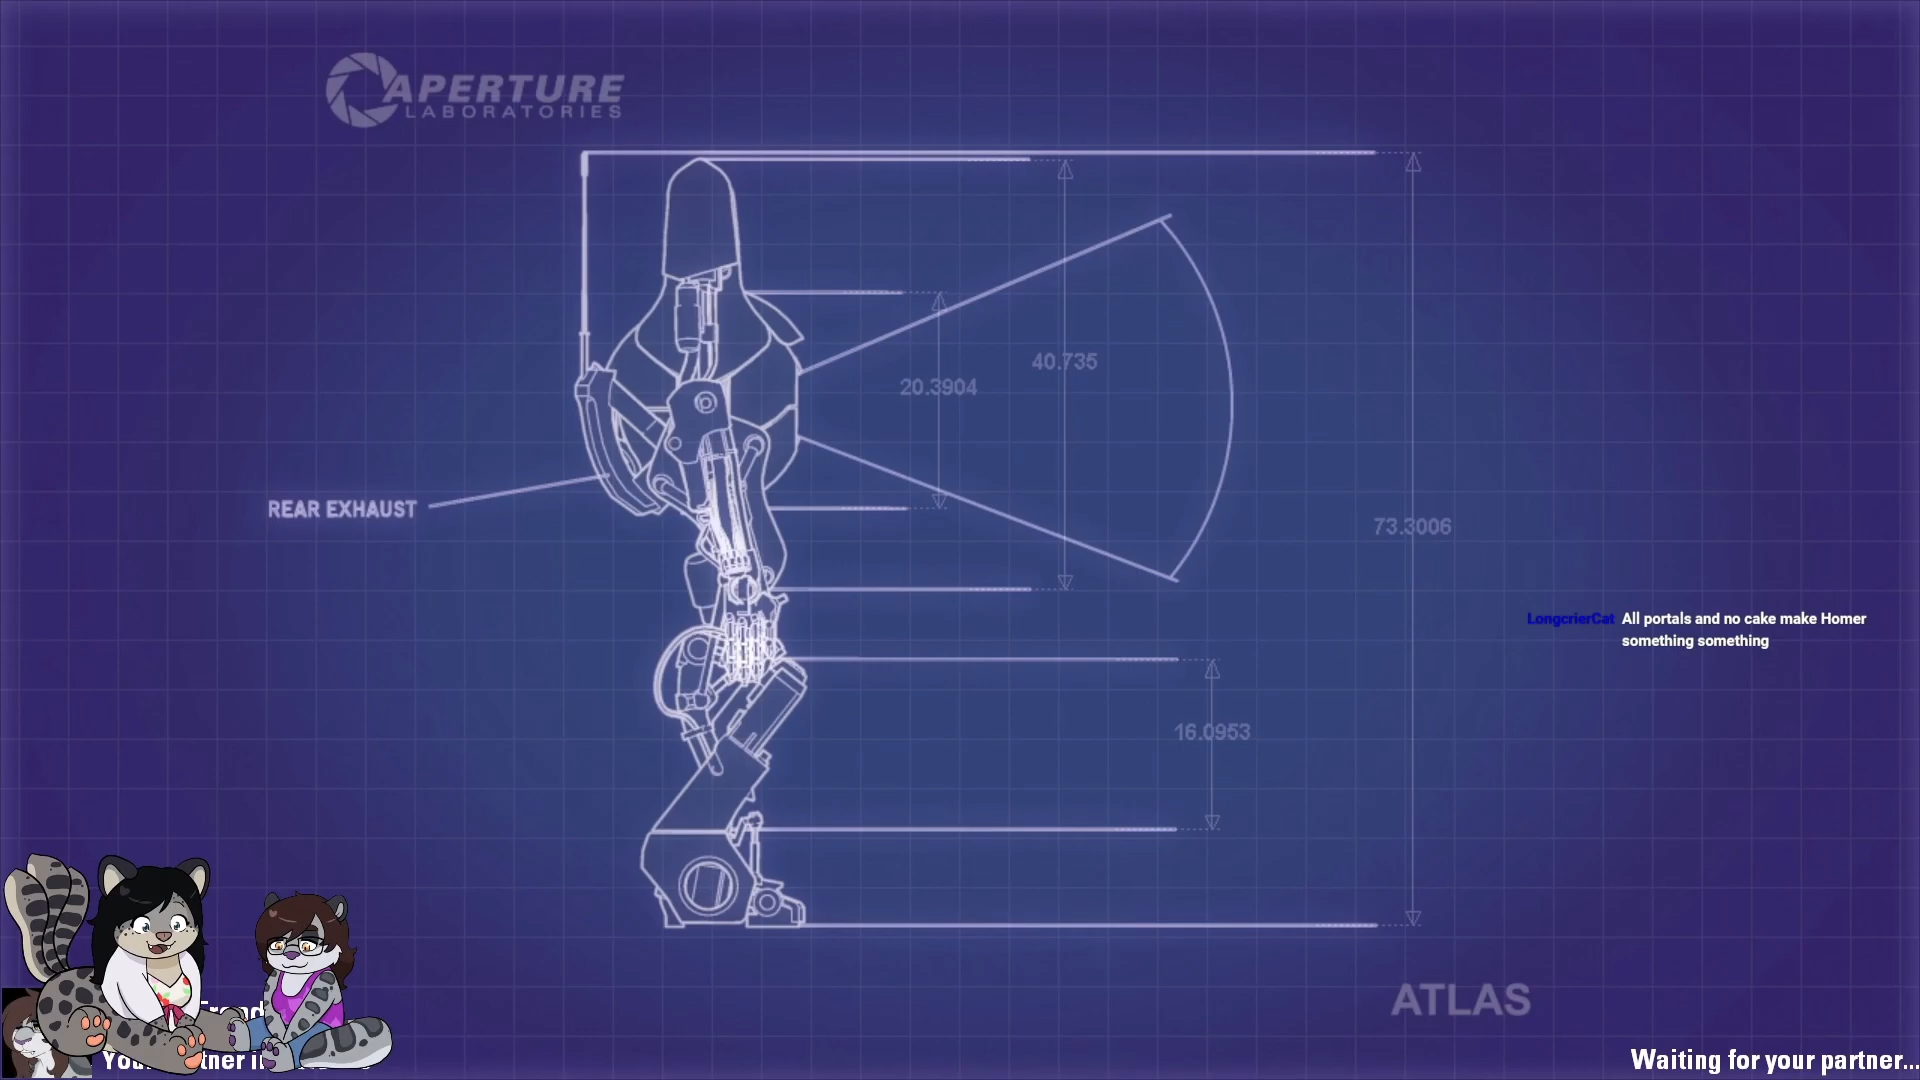 APERTURE
LABORATORIES
40.735
20.3904
REAR EXHAUST
73.3006
LongcrierCat All portals and no cake make Homer
something something
16.0953
ATLAS
Waiting for your partner...